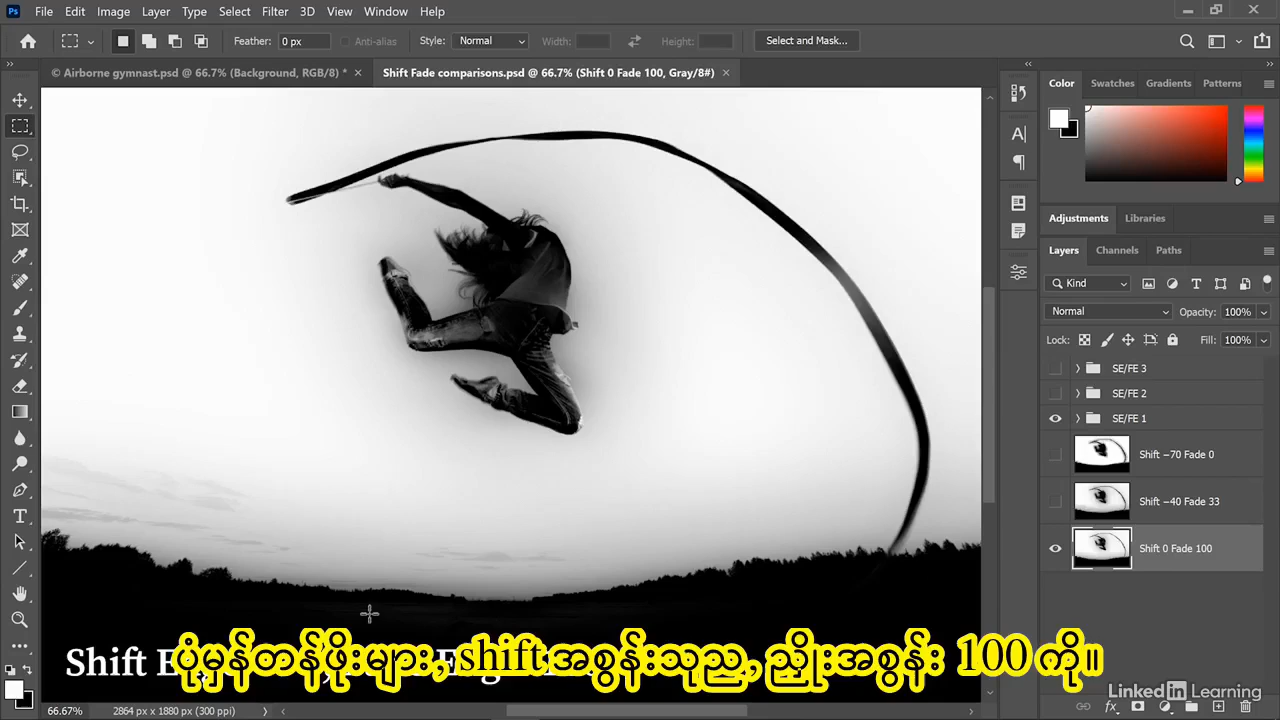 Ps File Edit Image Layer Type Select Filter 3D View Window Help
Feather: 0 px Anti-alias Style: Normal Width: Height: Select and Mask...
© Airborne gymnast.psd @ 66.7% (Background, RGB/8) * × Shift Fade comparisons.psd @ 66.7% (Shift 0 Fade 100, Gray/8#) ×
Color Swatches Gradients Patterns
Adjustments Libraries
Layers Channels Paths
Kind
Normal Opacity: 100%
Lock: Fill: 100%
SE/FE 3
SE/FE 2
SE/FE 1
Shift −70 Fade 0
Shift −40 Fade 33
Shift 0 Fade 100
Shift
ပုံမှန်တန်ဖိုးများ, shift အစွန်းသုည, ညှိုးအစွန်း 100 ကို။
LinkedIn Learning
66.67% 2864 px x 1880 px (300 ppi)